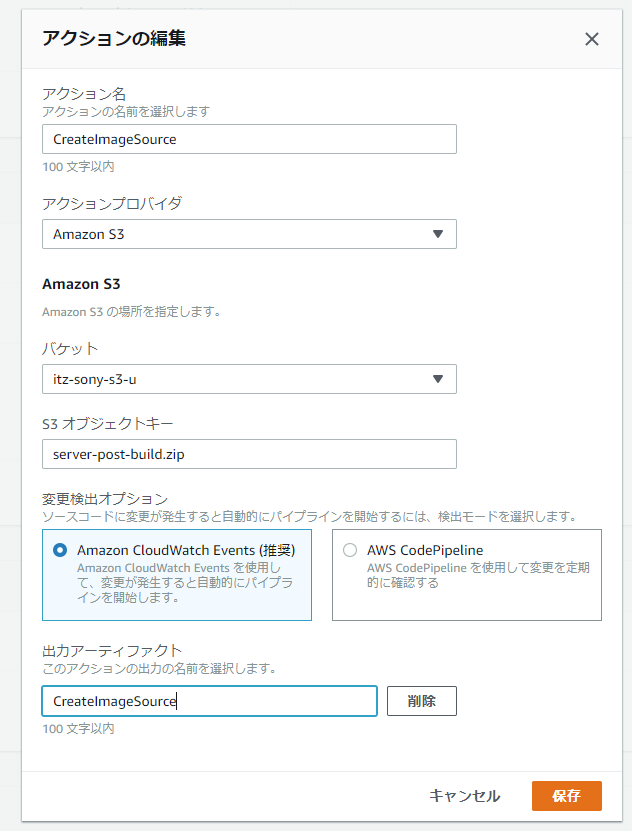 アクションの編集
アクション名
アクションの名前を選択します
CreateImageSource
100 文字以内
アクションプロバイダ
Amazon S3
Amazon S3
Amazon S3 の場所を指定します。
バケット
itz-sony-s3-u
S3 オブジェクトキー
server-post-build.zip
変更検出オプション
ソースコードに変更が発生すると自動的にパイプラインを開始するには、検出モードを選択します。
Amazon CloudWatch Events (推奨)
Amazon CloudWatch Events を使用し
て、変更が発生すると自動的にパイプラ
インを開始します。
AWS CodePipeline
AWS CodePipeline を使用して変更を定期
的に確認する
出力アーティファクト
このアクションの出力の名前を選択します。
CreateImageSource
削除
100 文字以内
キャンセル
保存